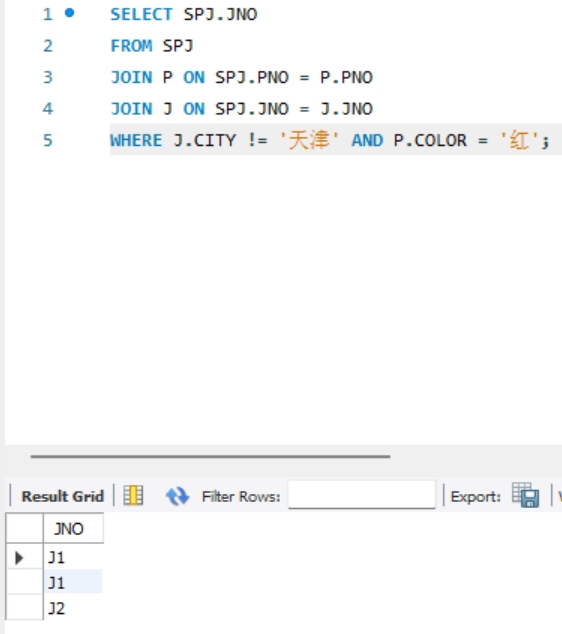 1 SELECT SPJ.JNO
2 FROM SPJ
3 JOIN P ON SPJ.PNO = P.PNO
4 JOIN J ON SPJ.JNO = J.JNO
5 WHERE J.CITY != '天津' AND P.COLOR = '红';
Result Grid Filter Rows: Export:
JNO
J1
J1
J2